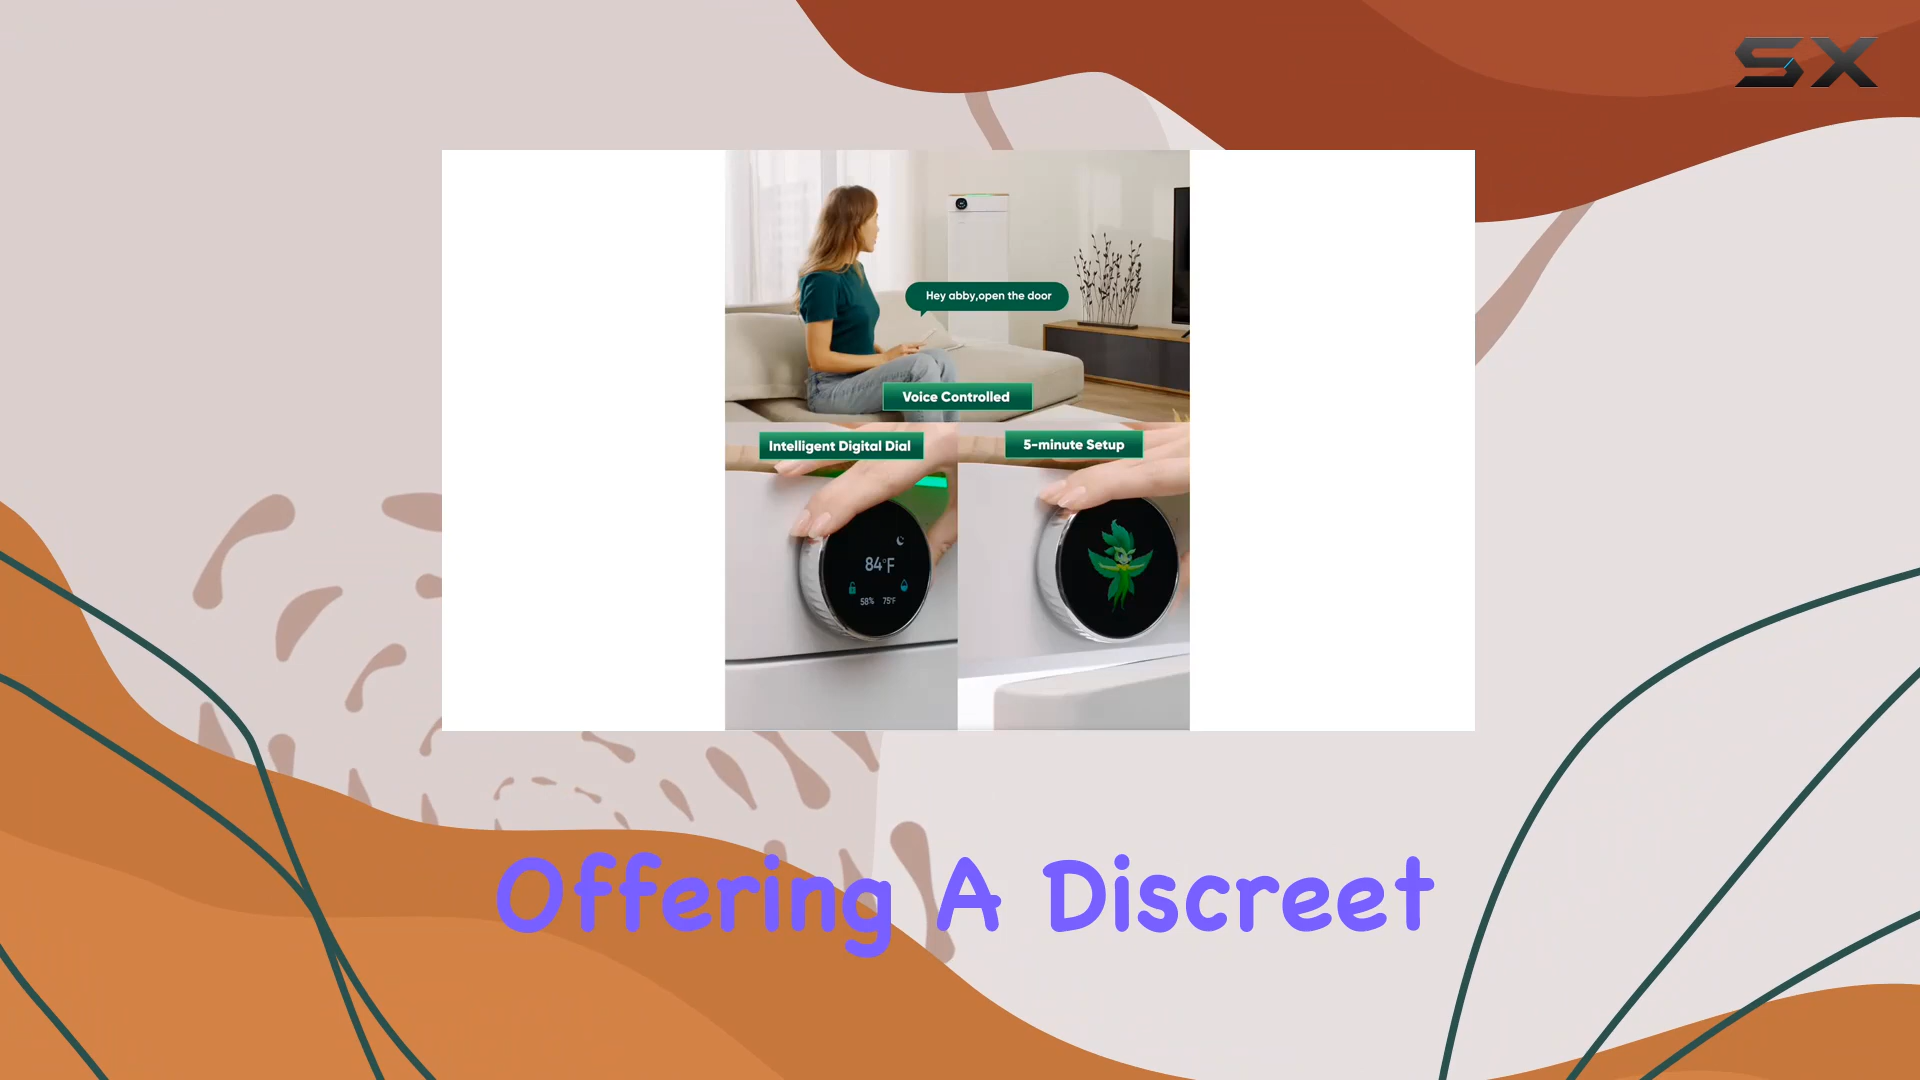 SX
Hey abby,open the door
Voice Controlled
Intelligent Digital Dial
5-minute Setup
84°F
58% 75°F
Offering A Discreet